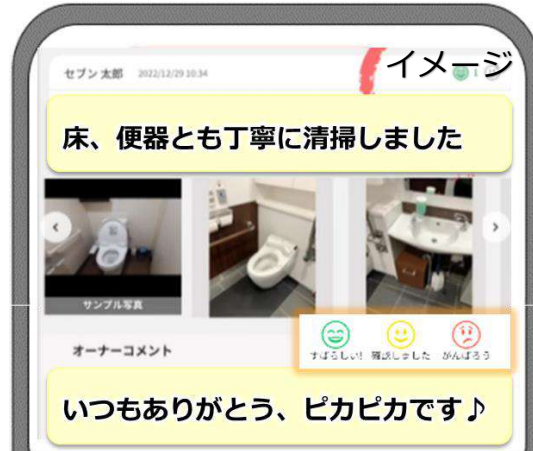 イメージ
セブン 太郎 2022/12/29 10:34
1
床、便器とも丁寧に清掃しました
サンプル写真
すばらしい! 確認しました がんばろう
オーナーコメント
いつもありがとう、ピカピカです♪